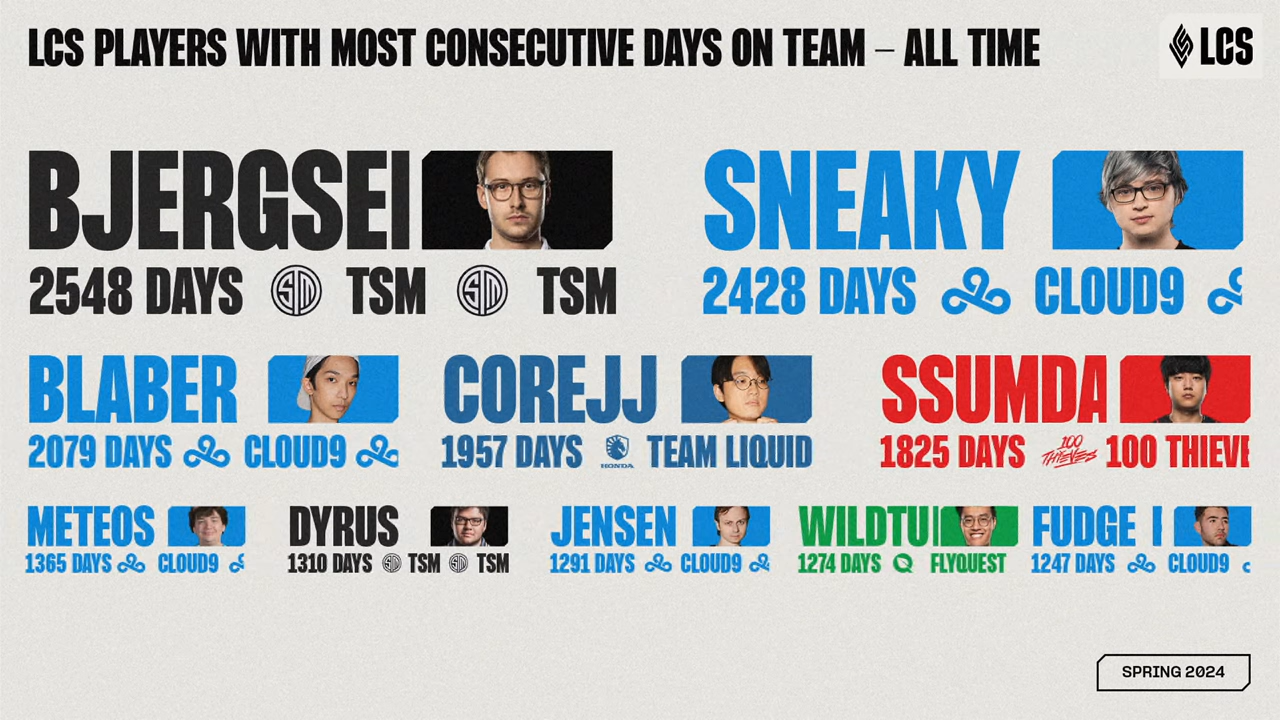 LCS PLAYERS WITH MOST CONSECUTIVE DAYS ON TEAM – ALL TIME
LCS
BJERGSEI
2548 DAYS TSM TSM
SNEAKY
2428 DAYS CLOUD9
BLABER
2079 DAYS CLOUD9
COREJJ
1957 DAYS HONDA TEAM LIQUID
SSUMDA
1825 DAYS 100 THIEVES 100 THIEVE
METEOS
1365 DAYS CLOUD9
DYRUS
1310 DAYS TSM TSM
JENSEN
1291 DAYS CLOUD9
WILDTU
1274 DAYS FLYQUEST
FUDGE
1247 DAYS CLOUD9
SPRING 2024